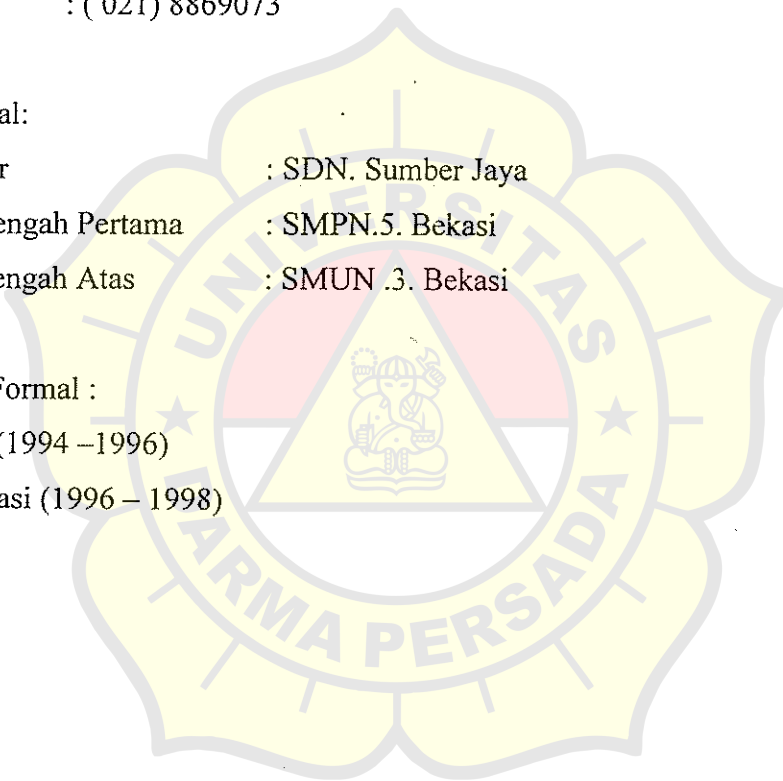 : ( 021) 8869073
al:
r : SDN. Sumber Jaya
engah Pertama : SMPN.5. Bekasi
engah Atas : SMUN .3. Bekasi
Formal :
(1994 –1996)
asi (1996 – 1998)
UNIVERSITAS
DARMA PERSADA